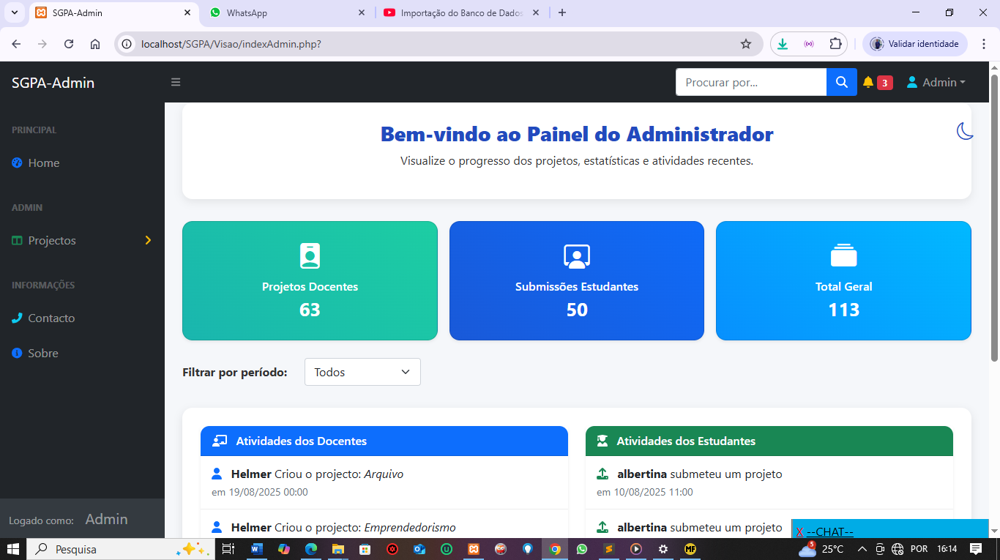 SGPA-Admin
WhatsApp
Importação do Banco de Dados
localhost/SGPA/Visao/indexAdmin.php?
Validar identidade
SGPA-Admin
Procurar por...
3
Admin
PRINCIPAL
Home
ADMIN
Projectos
INFORMAÇÕES
Contacto
Sobre
Logado como: Admin
Bem-vindo ao Painel do Administrador
Visualize o progresso dos projetos, estatísticas e atividades recentes.
Projetos Docentes
63
Submissões Estudantes
50
Total Geral
113
Filtrar por período:
Todos
Atividades dos Docentes
Helmer Criou o projecto: Arquivo
em 19/08/2025 00:00
Helmer Criou o projecto: Emprendedorismo
Atividades dos Estudantes
albertina submeteu um projeto
em 10/08/2025 11:00
albertina submeteu um projeto
X --CHAT--
Pesquisa
5
25°C
POR
16:14